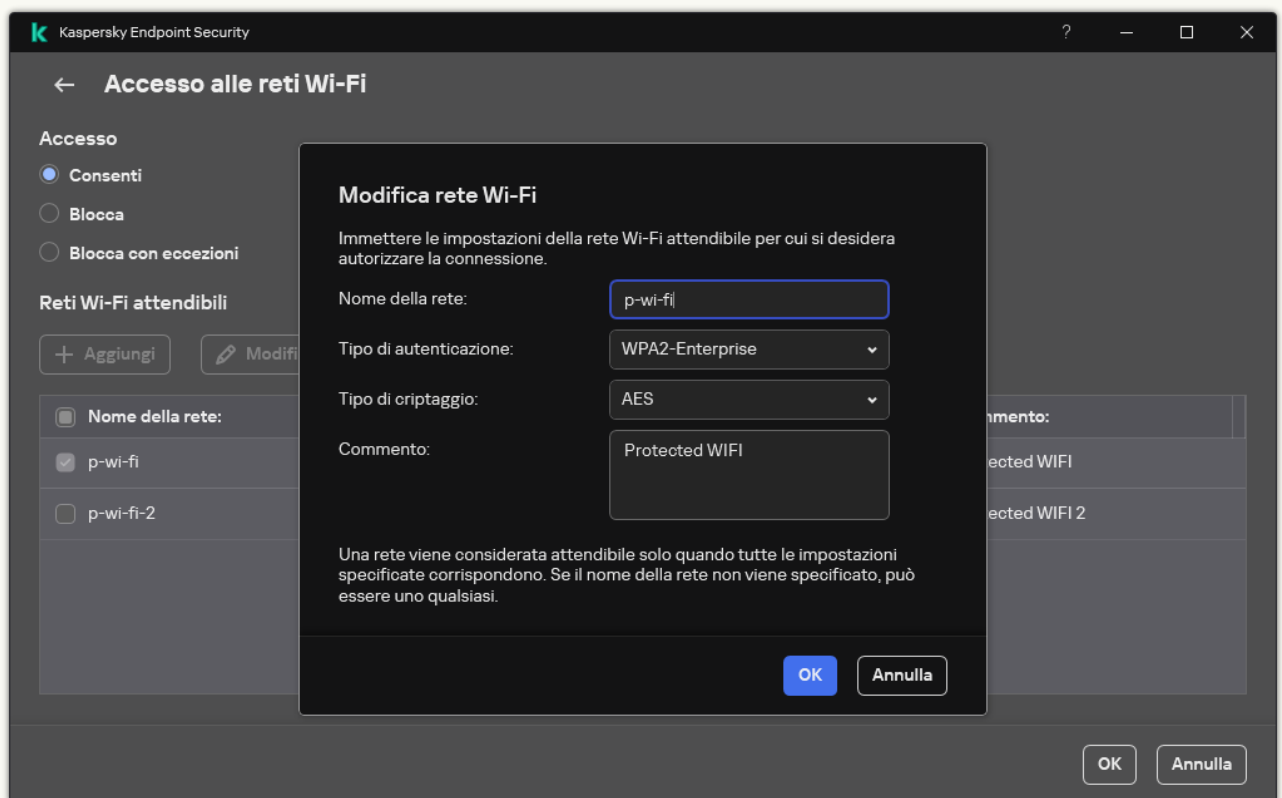 Kaspersky Endpoint Security
?
Accesso alle reti Wi-Fi
Accesso
Consenti
Blocca
Blocca con eccezioni
Reti Wi-Fi attendibili
Aggiungi
Modifi
Nome della rete:
mmento:
p-wi-fi
ected WIFI
p-wi-fi-2
ected WIFI 2
Modifica rete Wi-Fi
Immettere le impostazioni della rete Wi-Fi attendibile per cui si desidera
autorizzare la connessione.
Nome della rete: p-wi-fi
Tipo di autenticazione: WPA2-Enterprise
Tipo di criptaggio: AES
Commento: Protected WIFI
Una rete viene considerata attendibile solo quando tutte le impostazioni
specificate corrispondono. Se il nome della rete non viene specificato, può
essere uno qualsiasi.
OK Annulla
OK Annulla